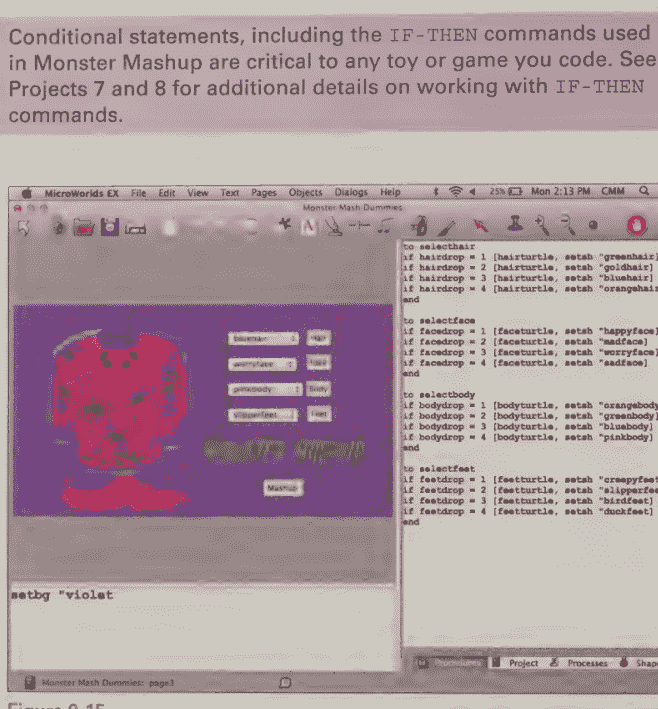 Conditional statements, including the IF-THEN commands used
in Monster Mashup are critical to any toy or game you code. See
Projects 7 and 8 for additional details on working with IF-THEN
commands.
MicroWorlds EX File Edit View Text Pages Objects Dialogs Help 25% Mon 2:13 PM CMM
Monster Mash Dummies
to selecthair
if hairdrop = 1 [hairturtle, setsh "greenhair]
if hairdrop = 2 [hairturtle, setsh "goldhair]
if hairdrop = 3 [hairturtle, setsh "bluehair]
if hairdrop = 4 [hairturtle, setsh "orangehair
end
to selectface
if facedrop = 1 [faceturtle, setsh "happyface]
if facedrop = 2 [faceturtle, setsh "madface]
if facedrop = 3 [faceturtle, setsh "worryface]
if facedrop = 4 [faceturtle, setsh "sadface]
end
to selectbody
if bodydrop = 1 [bodyturtle, setsh "orangebody
if bodydrop = 2 [bodyturtle, setsh "greenbody]
if bodydrop = 3 [bodyturtle, setsh "bluebody]
if bodydrop = 4 [bodyturtle, setsh "pinkbody]
end
to selectfeet
if feetdrop = 1 [feetturtle, setsh "creepyfeet
if feetdrop = 2 [feetturtle, setsh "slipperfee
if feetdrop = 3 [feetturtle, setsh "birdfeet]
if feetdrop = 4 [feetturtle, setsh "duckfeet]
end
worryface
pinkbody Body
slipperfeet Feet
Mashup
setbg "violet
Procedures Project Processes Shape
Monster Math Dummies: page1